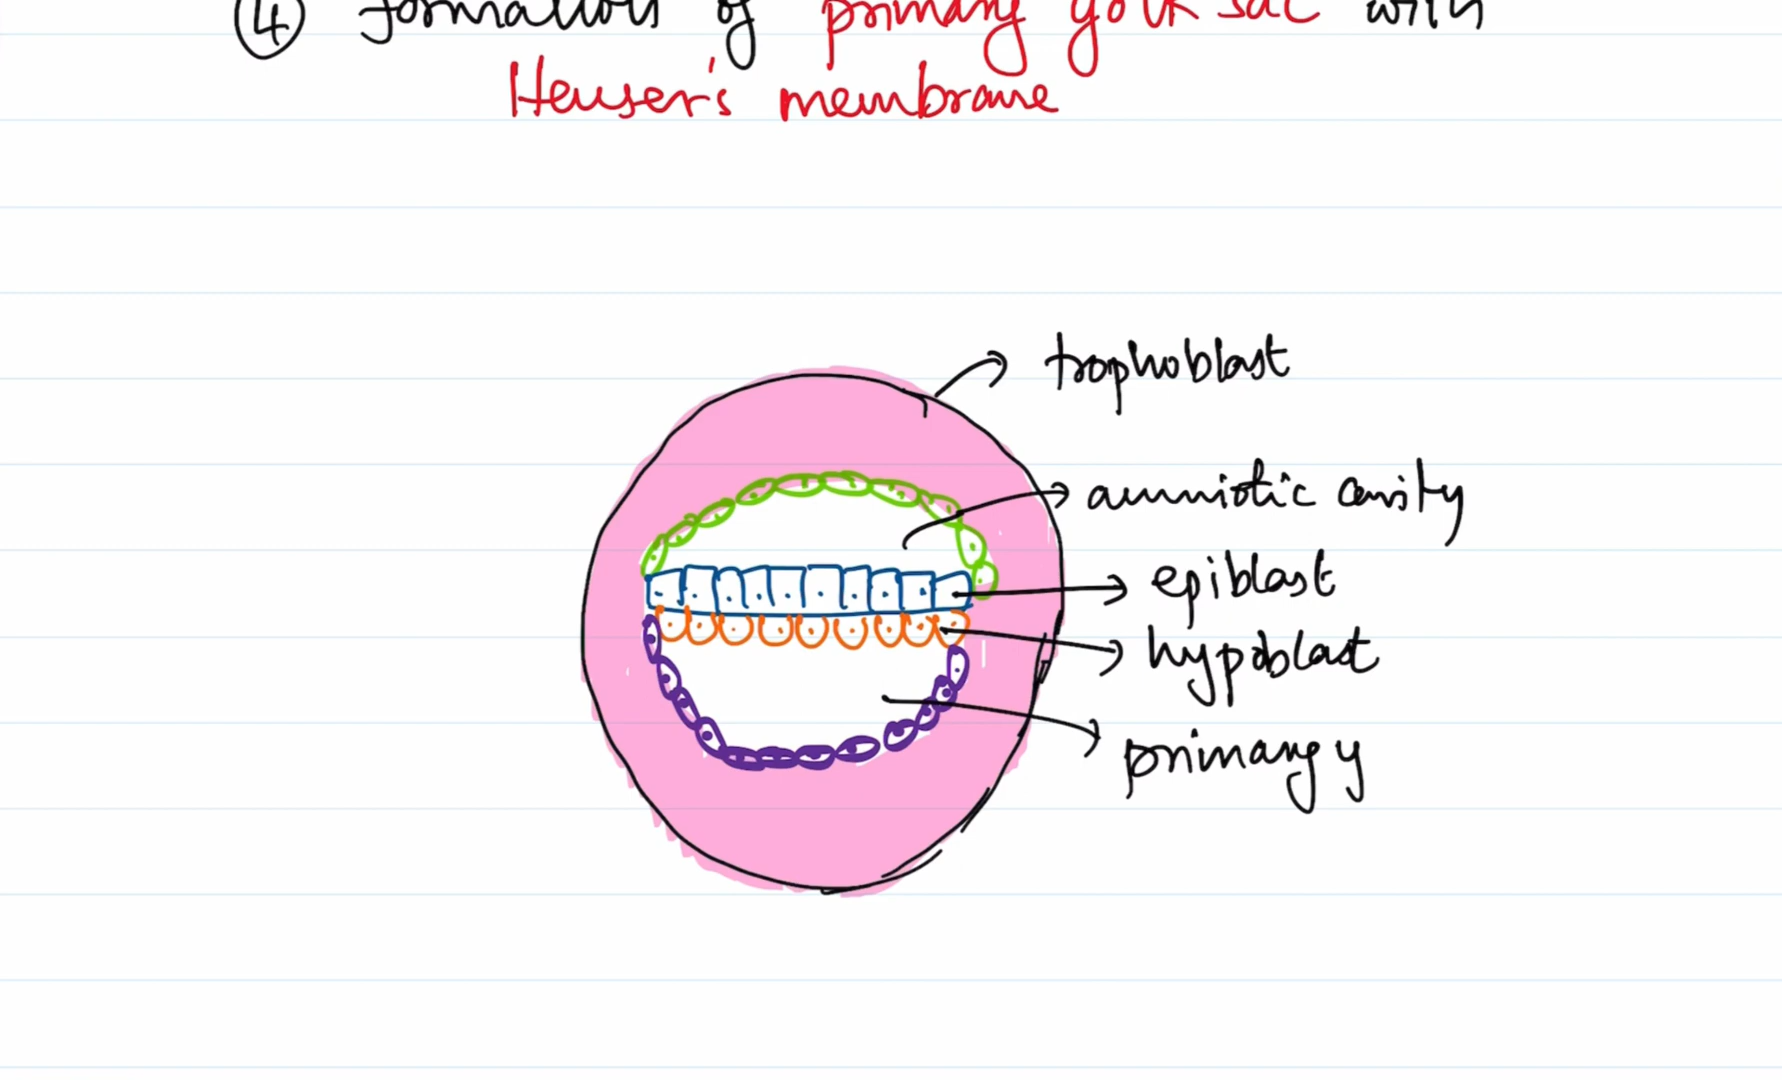 ④ formation of primary yolk sac with
Heuser's membrane
trophoblast
amniotic cavity
epiblast
hypoblast
primary y